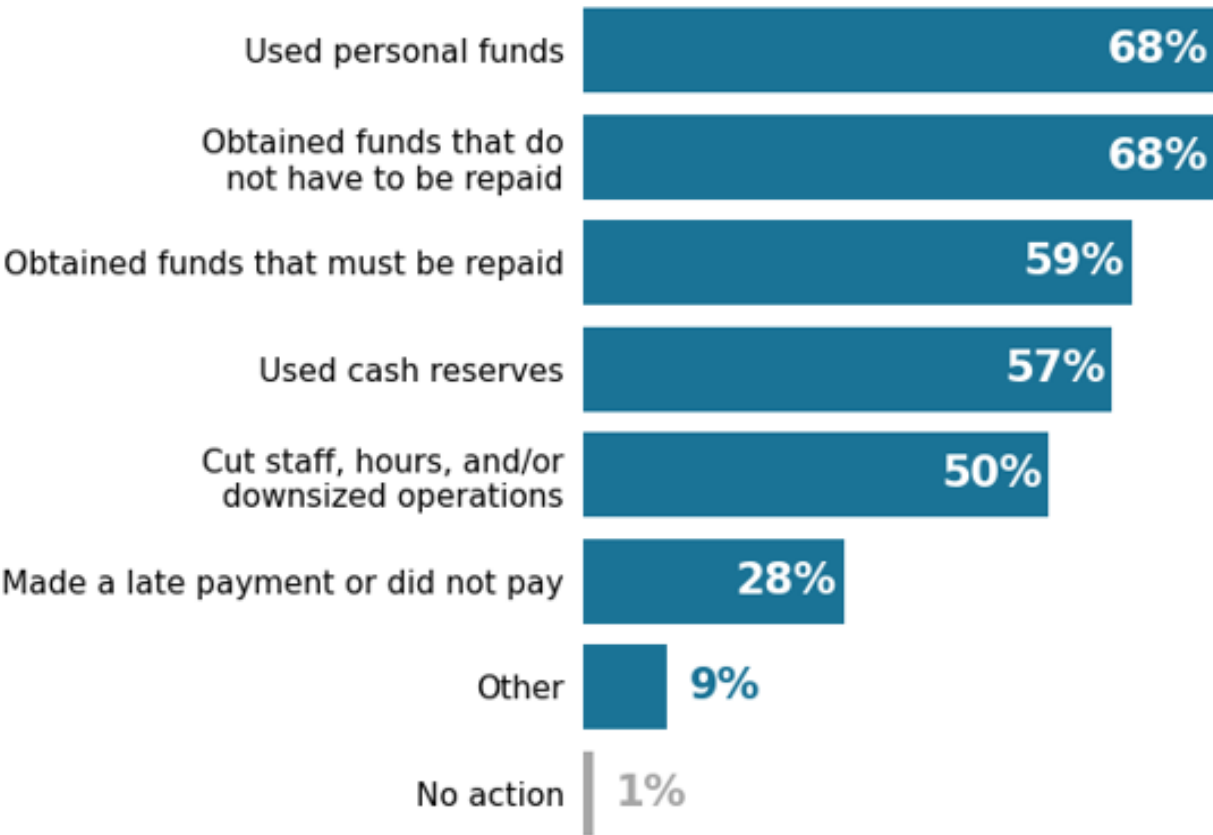 Used personal funds
68%
Obtained funds that do
not have to be repaid
68%
Obtained funds that must be repaid
59%
Used cash reserves
57%
Cut staff, hours, and/or
downsized operations
50%
Made a late payment or did not pay
28%
Other
9%
No action
1%